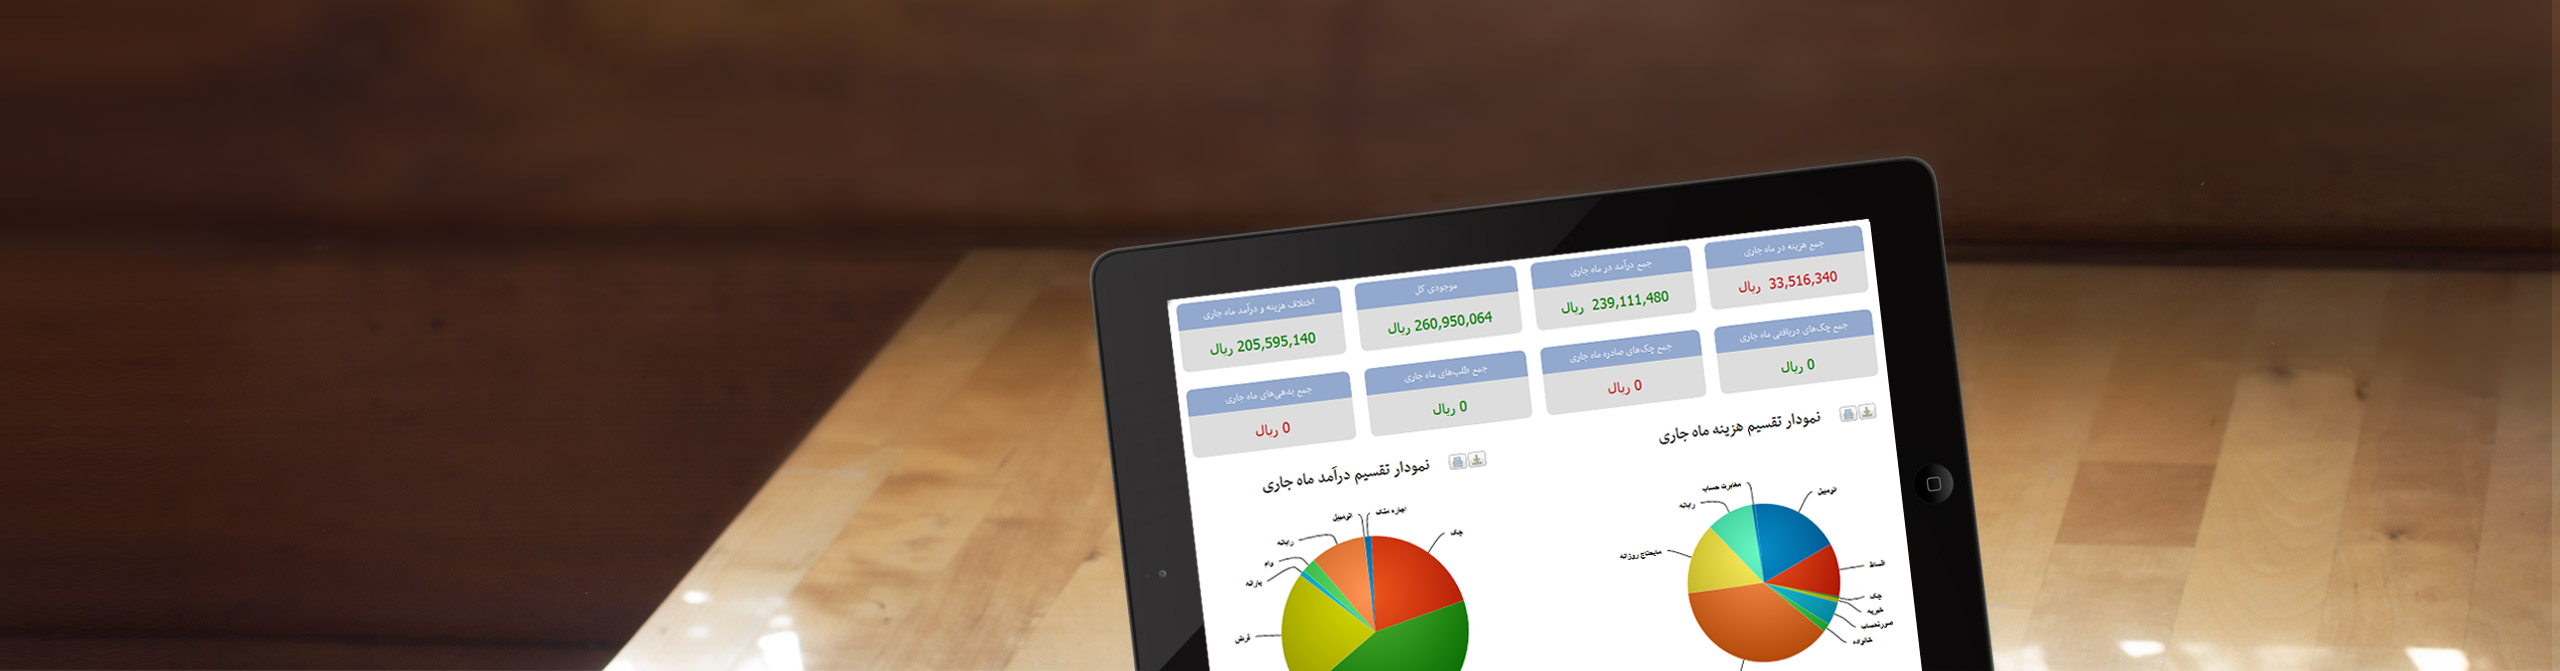 جمع هزینه در ماه جاری
33,516,340 ریال
جمع درآمد در ماه جاری
239,111,480 ریال
موجودی کل
260,950,064 ریال
اختلاف هزینه و درآمد ماه جاری
205,595,140 ریال
جمع چک‌های دریافتی ماه جاری
0 ریال
جمع چک‌های صادره ماه جاری
0 ریال
جمع طلب‌های ماه جاری
0 ریال
جمع بدهی‌های ماه جاری
0 ریال
نمودار تقسیم هزینه ماه جاری
مغایرت حساب
اتومبیل
رایانه
مایحتاج روزانه
اقساط
چک
خیریه
صورتحساب
خانواده
نمودار تقسیم درآمد ماه جاری
اجاره ملک
اتومبیل
چک
رایانه
وام
یارانه
قرض